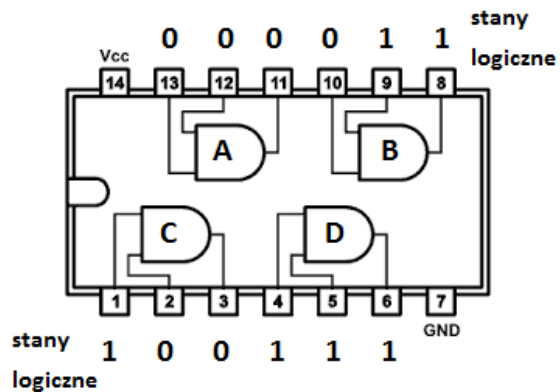 0 0 0 0 1 1 stany
logiczne
Vcc
14 13 12 11 10 9 8
A B
C D
1 2 3 4 5 6 7
GND
stany
logiczne
1 0 0 1 1 1